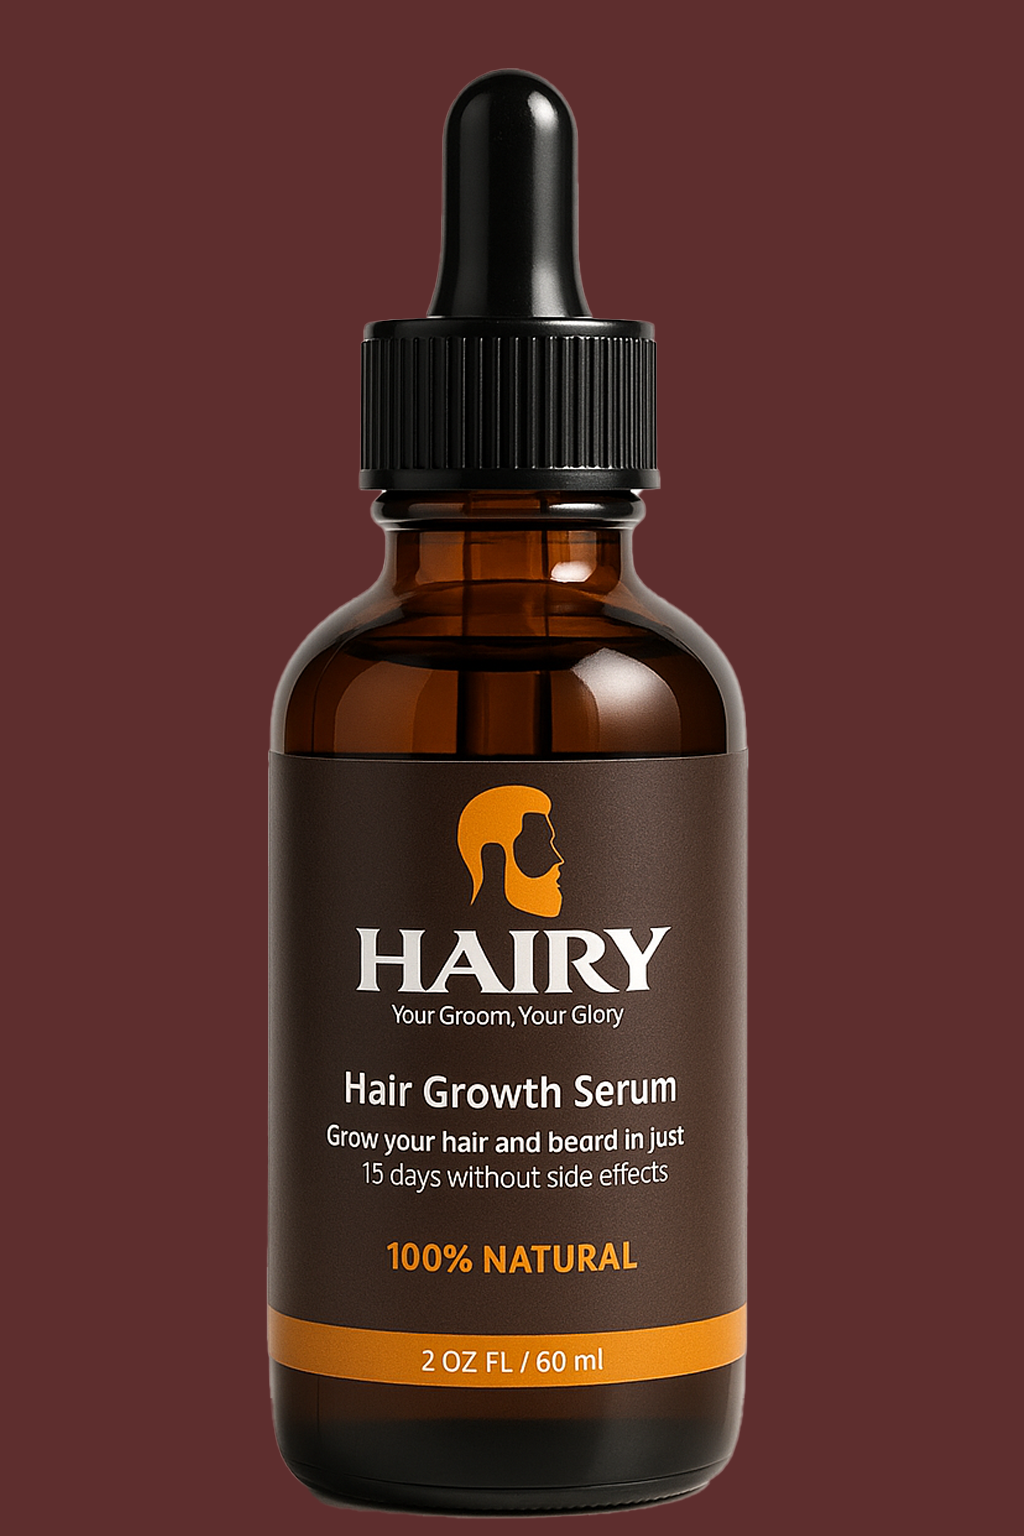 HAIRY
Your Groom, Your Glory
Hair Growth Serum
Grow your hair and beard in just
15 days without side effects
100% NATURAL
2 OZ FL / 60 ml